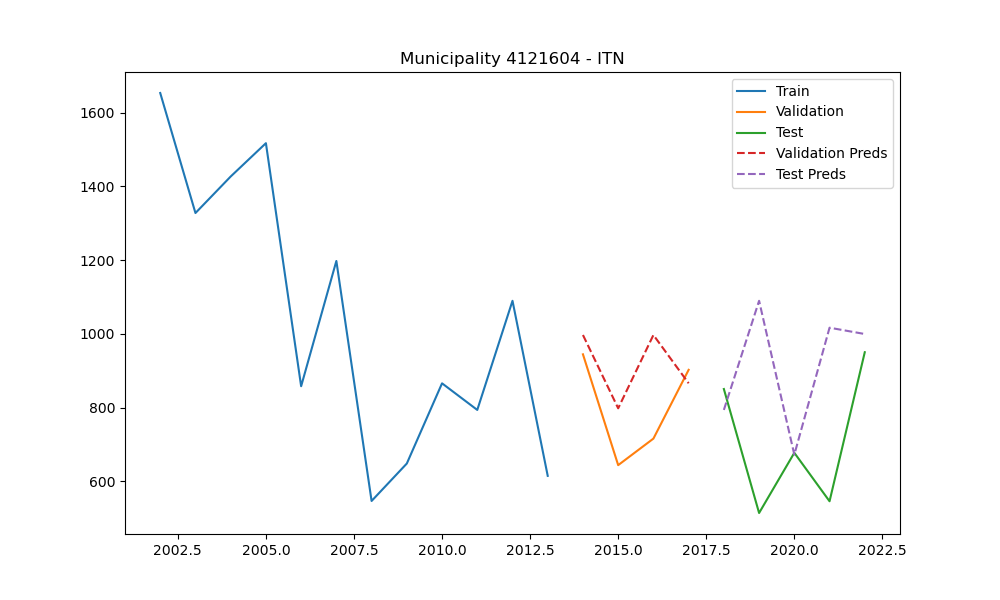 Municipality 4121604 - ITN
Train
Validation
Test
Validation Preds
Test Preds
1600
1400
1200
1000
800
600
2002.5 2005.0 2007.5 2010.0 2012.5 2015.0 2017.5 2020.0 2022.5